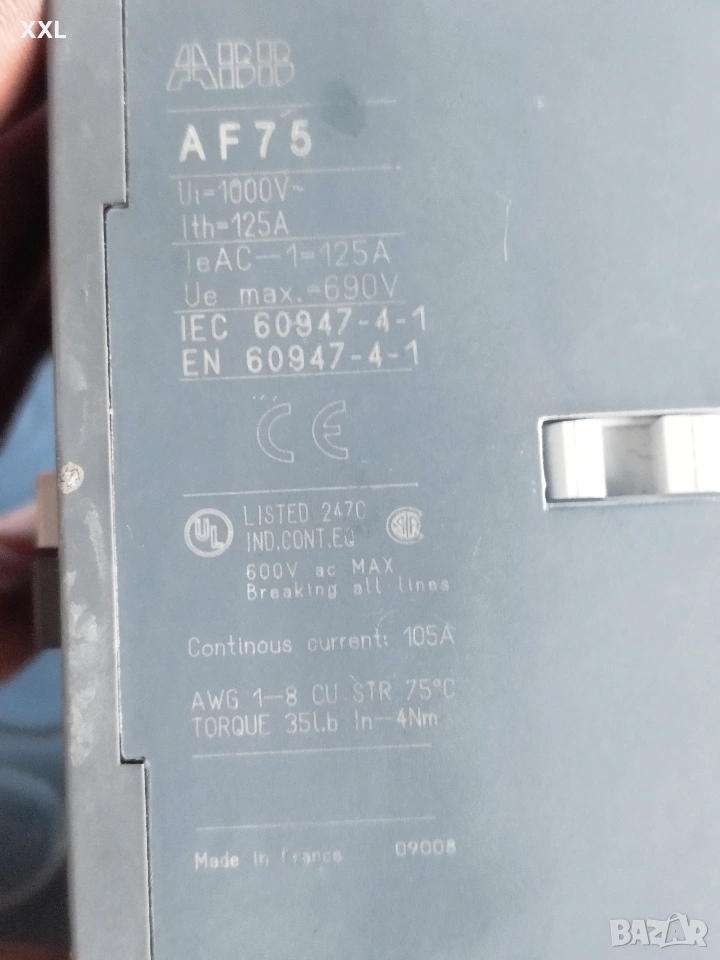 XXL
ABB
AF75
Ui=1000V~
Ith=125A
IeAC-1=125A
Ue max.=690V
IEC 60947-4-1
EN 60947-4-1
CE
UL LISTED 247C
IND.CONT.EQ
600V ac MAX
Breaking all lines
Continous current: 105A
AWG 1-8 CU STR 75°C
TORQUE 35Lb In-4Nm
Made in France 09008
BAZAR